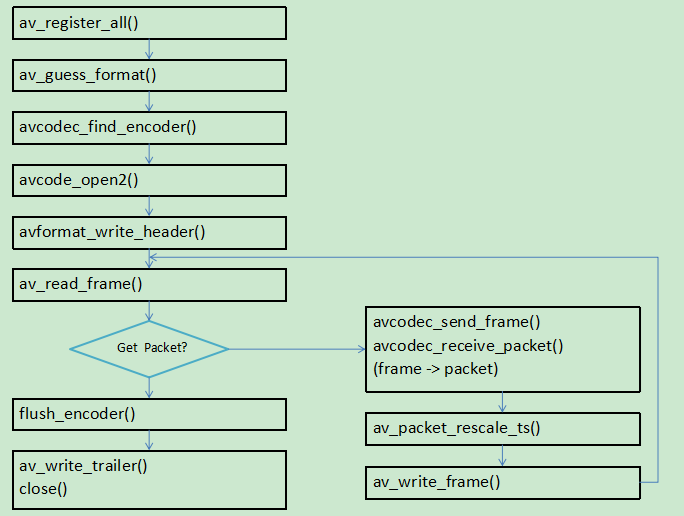 av_register_all()
av_guess_format()
avcodec_find_encoder()
avcode_open2()
avformat_write_header()
av_read_frame()
Get Packet?
avcodec_send_frame()
avcodec_receive_packet()
(frame -> packet)
av_packet_rescale_ts()
av_write_frame()
flush_encoder()
av_write_trailer()
close()